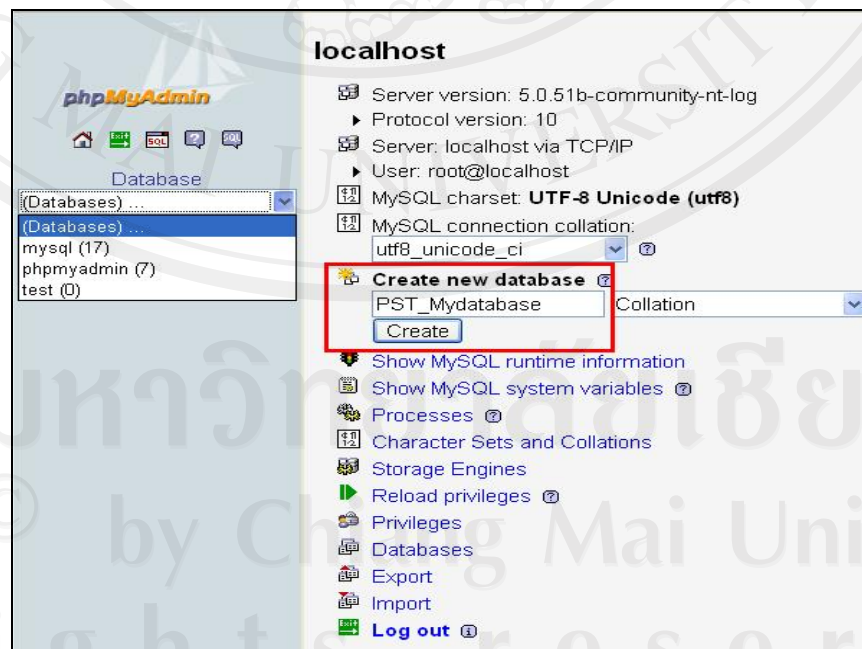 phpMyAdmin
SQL
SQL
Database
(Databases) ...
(Databases) ...
mysql (17)
phpmyadmin (7)
test (0)
localhost
Server version: 5.0.51b-community-nt-log
Protocol version: 10
Server: localhost via TCP/IP
User: root@localhost
MySQL charset: UTF-8 Unicode (utf8)
MySQL connection collation:
utf8_unicode_ci
Create new database
PST_Mydatabase Collation
Create
Show MySQL runtime information
Show MySQL system variables
Processes
Character Sets and Collations
Storage Engines
Reload privileges
Privileges
Databases
Export
Import
Log out
by Chiang Mai Uni